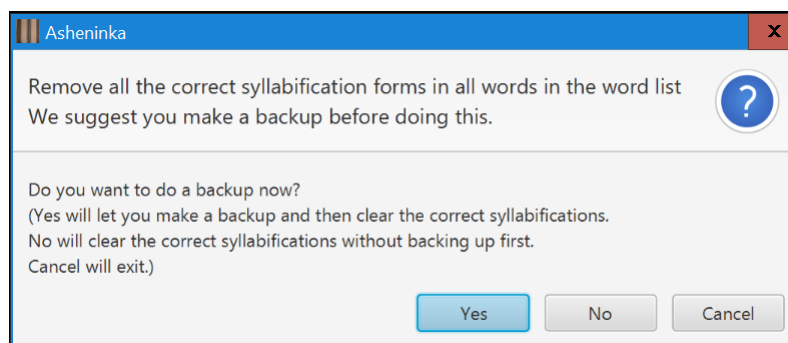 Asheninka
X
Remove all the correct syllabification forms in all words in the word list
We suggest you make a backup before doing this.
?
Do you want to do a backup now?
(Yes will let you make a backup and then clear the correct syllabifications.
No will clear the correct syllabifications without backing up first.
Cancel will exit.)
Yes No Cancel